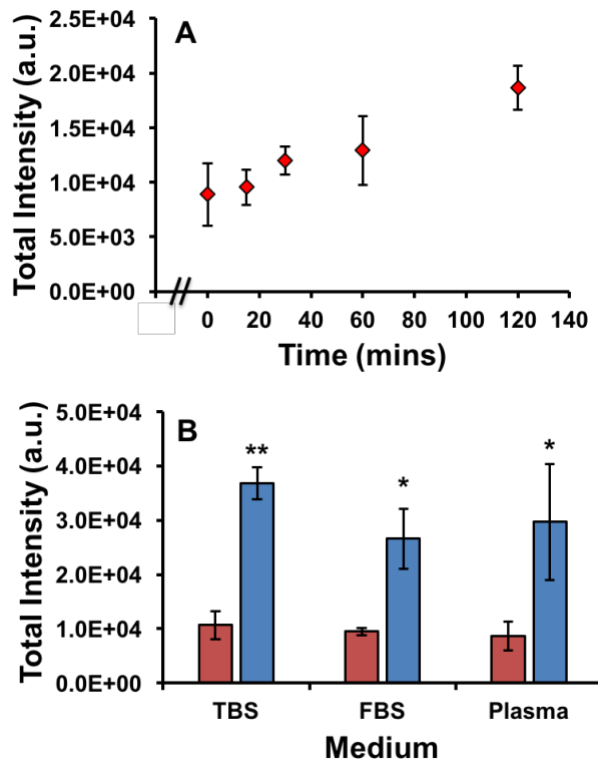 A
Total Intensity (a.u.)
2.5E+04
2.0E+04
1.5E+04
1.0E+04
5.0E+03
0.0E+00
0 20 40 60 80 100 120 140
Time (mins)
B
Total Intensity (a.u.)
5.0E+04
4.0E+04
3.0E+04
2.0E+04
1.0E+04
0.0E+00
** * *
TBS FBS Plasma
Medium